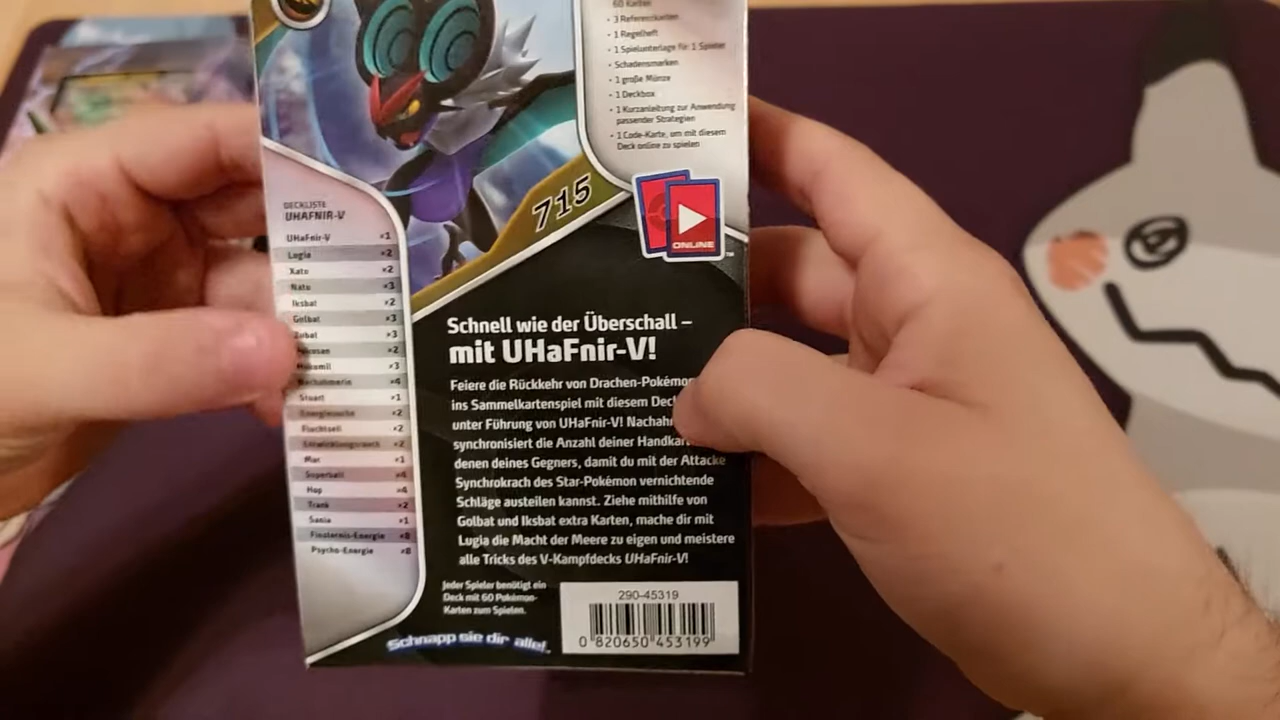 60 Karten
• 3 Referenzkarten
• 1 Regelheft
• 1 Spielunterlage für 1 Spieler
• Schadensmarken
• 1 große Münze
• 1 Deckbox
• 1 Kurzanleitung zur Anwendung
passender Strategien
• 1 Code-Karte, um mit diesem
Deck online zu spielen
715
ONLINE
DECKLISTE
UHAFNIR-V
UHaFnir-V ×1
Lugia ×2
Xatu ×2
Natu ×3
Iksbat ×2
Golbat ×3
Zubat ×3
×2
×3
×4
×1
Energiesuche ×2
Fluchtseil ×2
×2
Mar ×1
Superball ×4
Hop ×4
Trank ×2
Sania ×1
Finsternis-Energie ×8
Psycho-Energie ×8
Schnell wie der Überschall –
mit UHaFnir-V!
Feiere die Rückkehr von Drachen-Pokémon
ins Sammelkartenspiel mit diesem
unter Führung von UHaFnir-V!
synchronisiert die Anzahl deiner
denen deines Gegners, damit du mit der Attacke
Synchrokrach des Star-Pokémon vernichtende
Schläge austeilen kannst. Ziehe mithilfe von
Golbat und Iksbat extra Karten, mache dir mit
Lugia die Macht der Meere zu eigen und meistere
alle Tricks des V-Kampfdecks UHaFnir-V!
Jeder Spieler benötigt ein
Deck mit 60 Pokémon-
Karten zum Spielen.
Schnapp sie dir alle!
290-45319
0 820650 453199